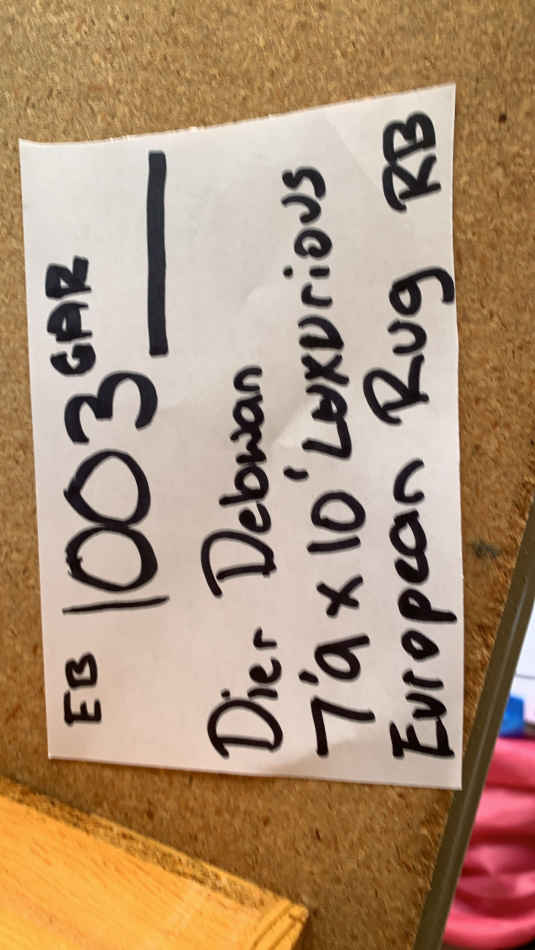 EB 1003 GAR
Dier Debwan
7'9 x 10' Luxurious
European Rug RB